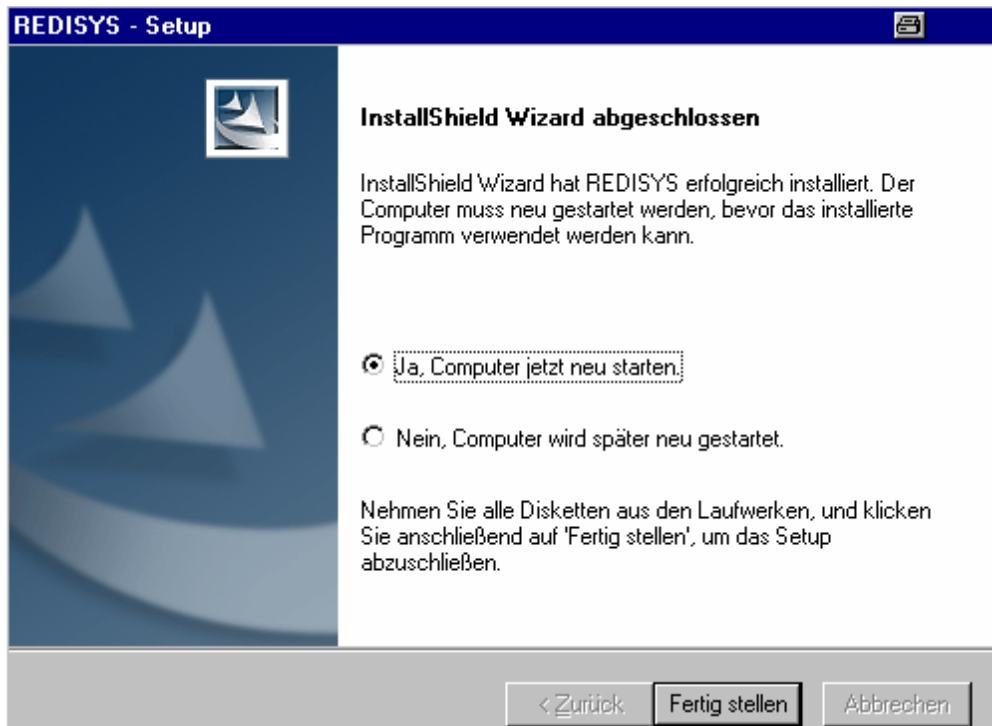 REDISYS - Setup
InstallShield Wizard abgeschlossen
InstallShield Wizard hat REDISYS erfolgreich installiert. Der
Computer muss neu gestartet werden, bevor das installierte
Programm verwendet werden kann.
Ja, Computer jetzt neu starten.
Nein, Computer wird später neu gestartet.
Nehmen Sie alle Disketten aus den Laufwerken, und klicken
Sie anschließend auf 'Fertig stellen', um das Setup
abzuschließen.
< Zurück
Fertig stellen
Abbrechen